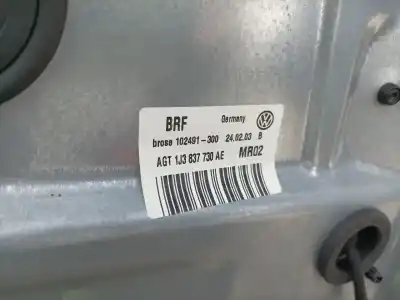 BRF Germany
brose 102491-300 24.02.03 B
AGT 1J3 837 730 AE MR02